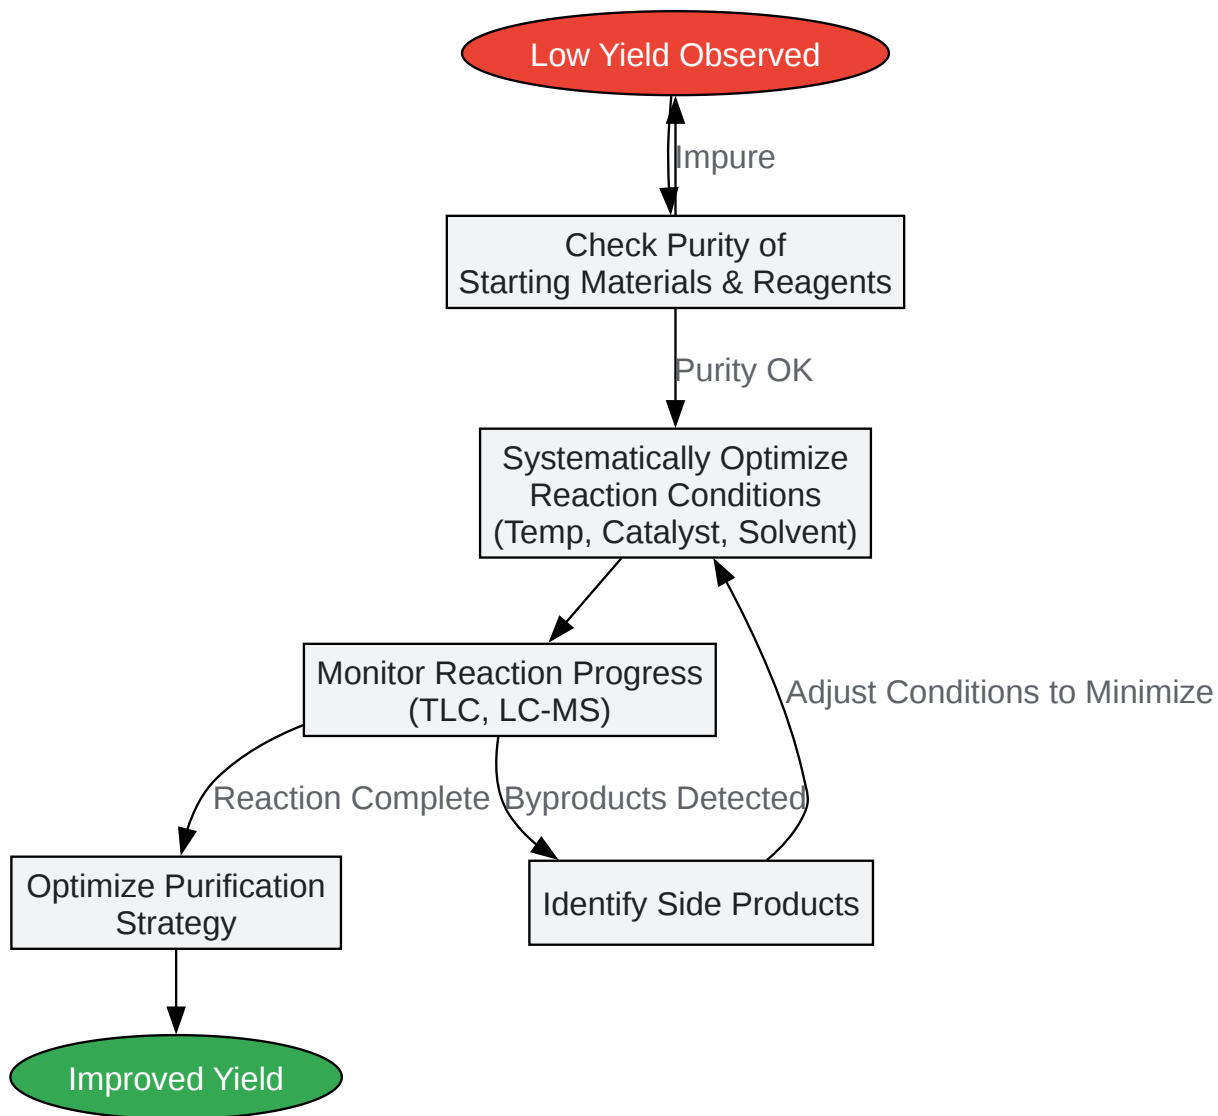 Low Yield Observed
Impure
Check Purity of
Starting Materials & Reagents
Purity OK
Systematically Optimize
Reaction Conditions
(Temp, Catalyst, Solvent)
Monitor Reaction Progress
(TLC, LC-MS)
Adjust Conditions to Minimize
Reaction Complete
Byproducts Detected
Optimize Purification
Strategy
Identify Side Products
Improved Yield